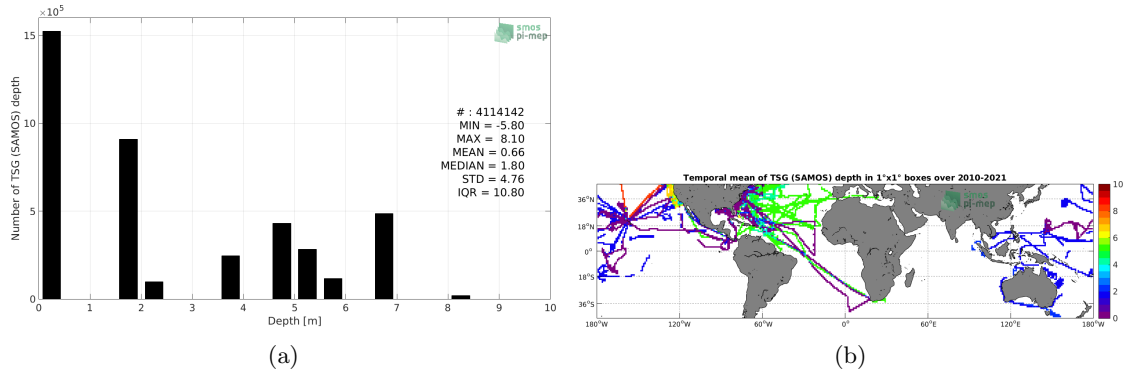 ×10⁵
smos
pi-mep
15
10
5
0
Number of TSG (SAMOS) depth
# : 4114142
MIN = -5.80
MAX = 8.10
MEAN = 0.66
MEDIAN = 1.80
STD = 4.76
IQR = 10.80
0 1 2 3 4 5 6 7 8 9 10
Depth [m]
(a)
Temporal mean of TSG (SAMOS) depth in 1°x1° boxes over 2010-2021
smos
pi-mep
36°N
18°N
0°
18°S
36°S
180°W 120°W 60°W 0° 60°E 120°E 180°E
10
8
6
4
2
0
(b)